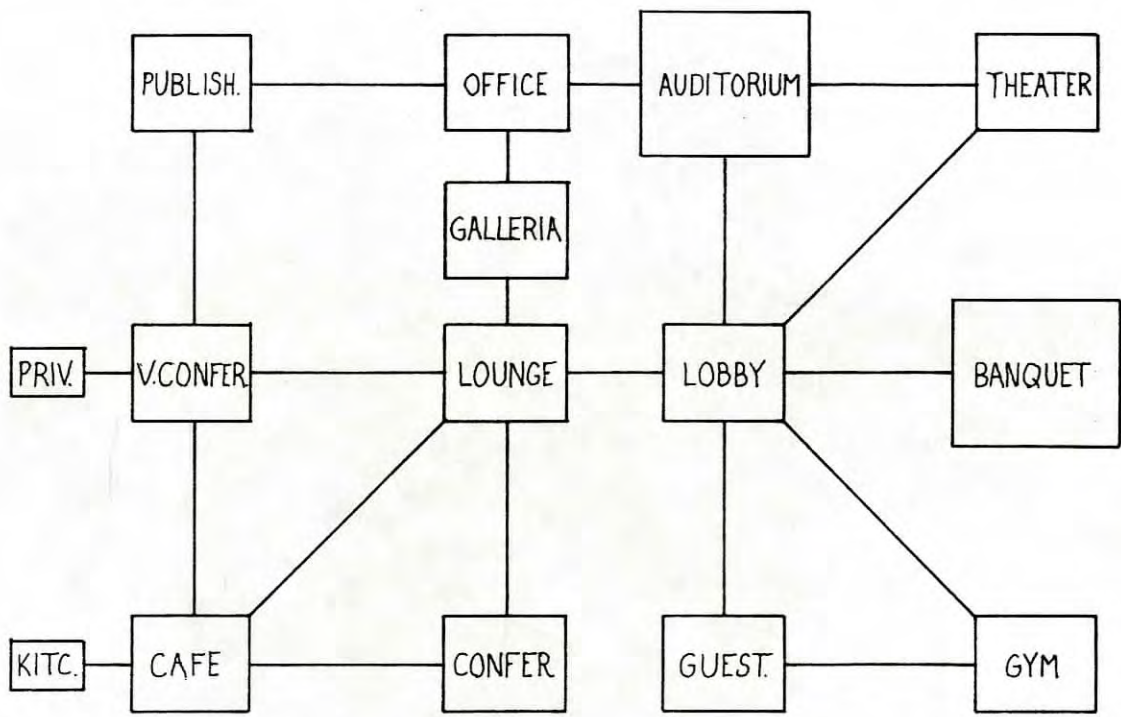 PUBLISH.
OFFICE
AUDITORIUM
THEATER
GALLERIA
PRIV.
V.CONFER
LOUNGE
LOBBY
BANQUET
KITC.
CAFE
CONFER
GUEST.
GYM